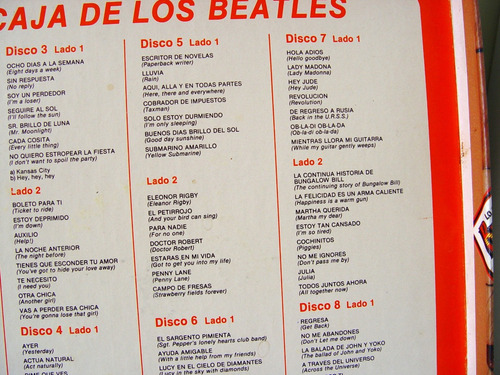 CAJA DE LOS BEATLES
Disco 3 Lado 1
OCHO DIAS A LA SEMANA
(Eight days a week)
SIN RESPUESTA
(No reply)
SOY UN PERDEDOR
(I'm a loser)
SEGUIRE AL SOL
(I'll follow the sun)
SR. BRILLO DE LUNA
(Mr. Moonlight)
CADA COSITA
(Every little thing)
NO QUIERO ESTROPEAR LA FIESTA
(I don't want to spoil the party)
a) Kansas City
b) Hey, hey, hey
Lado 2
BOLETO PARA TI
(Ticket to ride)
ESTOY DEPRIMIDO
(I'm down)
AUXILIO
(Help!)
LA NOCHE ANTERIOR
(The night before)
TIENES QUE ESCONDER TU AMOR
(You've got to hide your love away)
TE NECESITO
(I need you)
OTRA CHICA
(Another girl)
VAS A PERDER ESA CHICA
(You're gonna lose that girl)
Disco 4 Lado 1
AYER
(Yesterday)
ACTUA NATURAL
(Act naturally)
DIME QUE VES
Disco 5 Lado 1
ESCRITOR DE NOVELAS
(Paperback writer)
LLUVIA
(Rain)
AQUI, ALLA Y EN TODAS PARTES
(Here, there and everywhere)
COBRADOR DE IMPUESTOS
(Taxman)
SOLO ESTOY DURMIENDO
(I'm only sleeping)
BUENOS DIAS BRILLO DEL SOL
(Good day sunshine)
SUBMARINO AMARILLO
(Yellow Submarine)
Lado 2
ELEONOR RIGBY
(Eleanor Rigby)
EL PETIRROJO
(And your bird can sing)
PARA NADIE
(For no one)
DOCTOR ROBERT
(Doctor Robert)
ESTARAS EN MI VIDA
(Got to get you into my life)
PENNY LANE
(Penny Lane)
CAMPO DE FRESAS
(Strawberry fields forever)
Disco 6 Lado 1
EL SARGENTO PIMIENTA
(Sgt. Pepper's lonely hearts club band)
AYUDA AMIGABLE
(With a little help from my friends)
LUCY EN EL CIELO DE DIAMANTES
(Lucy in the sky with diamonds)
Disco 7 Lado 1
HOLA ADIOS
(Hello goodbye)
LADY MADONA
(Lady Madonna)
HEY JUDE
(Hey Jude)
REVOLUCION
(Revolution)
DE REGRESO A RUSIA
(Back in the U.R.S.S.)
OB-LA-DI OB-LA-DA
(Ob-la-di ob-la-da)
MIENTRAS LLORA MI GUITARRA
(While my guitar gently weeps)
Lado 2
LA CONTINUA HISTORIA DE
BUNGALOW BILL
(The continuing story of Bungalow Bill)
LA FELICIDAD ES UN ARMA CALIENTE
(Happiness is a warm gun)
MARTHA QUERIDA
(Martha my dear)
ESTOY TAN CANSADO
(I'm so tired)
COCHINITOS
(Piggies)
NO ME IGNORES
(Don't pass me by)
JULIA
(Julia)
TODOS JUNTOS AHORA
(All together now)
Disco 8 Lado 1
REGRESA
(Get Back)
NO ME ABANDONES
(Don't Let me down)
LA BALADA DE JOHN Y YOKO
(The ballad of John and Yoko)
A TRAVES DEL UNIVERSO
(Across the Universe)